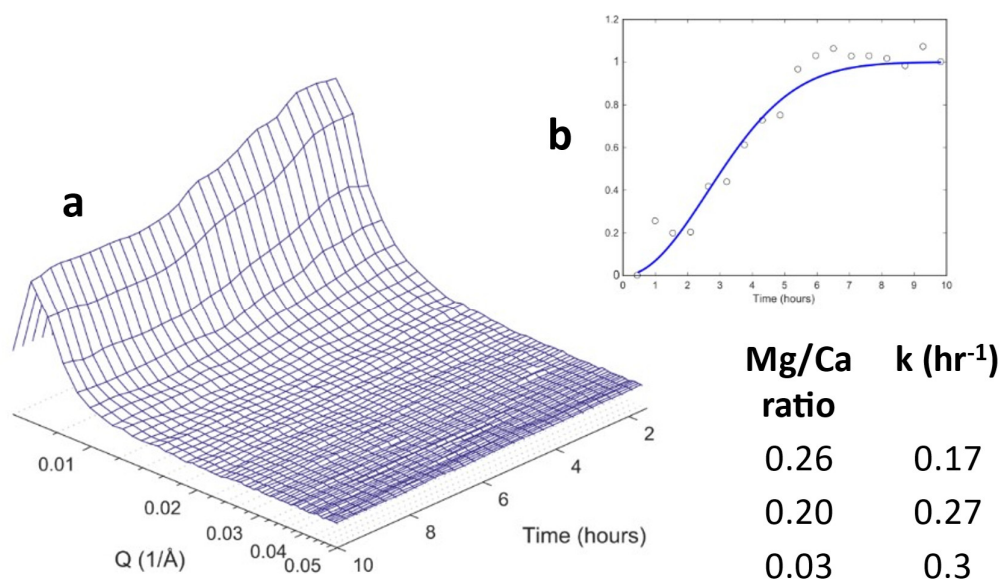 a
0.01
0.02
0.03
0.04
0.05
Q (1/Å)
2
4
6
8
10
Time (hours)
b
1.2
1
0.8
0.6
0.4
0.2
0
0 1 2 3 4 5 6 7 8 9 10
Time (hours)
Mg/Ca k (hr-1)
ratio
0.26 0.17
0.20 0.27
0.03 0.3